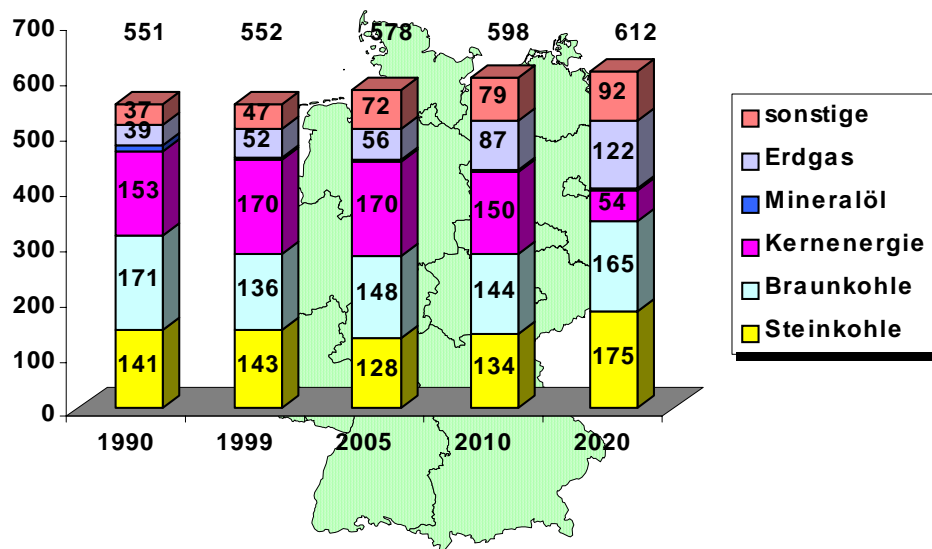 700
600
500
400
300
200
100
0
551 552 578 598 612
37 47 72 79 92
39 52 56 87 122
153 170 170 150 54
171 136 148 144 165
141 143 128 134 175
1990 1999 2005 2010 2020
sonstige
Erdgas
Mineralöl
Kernenergie
Braunkohle
Steinkohle